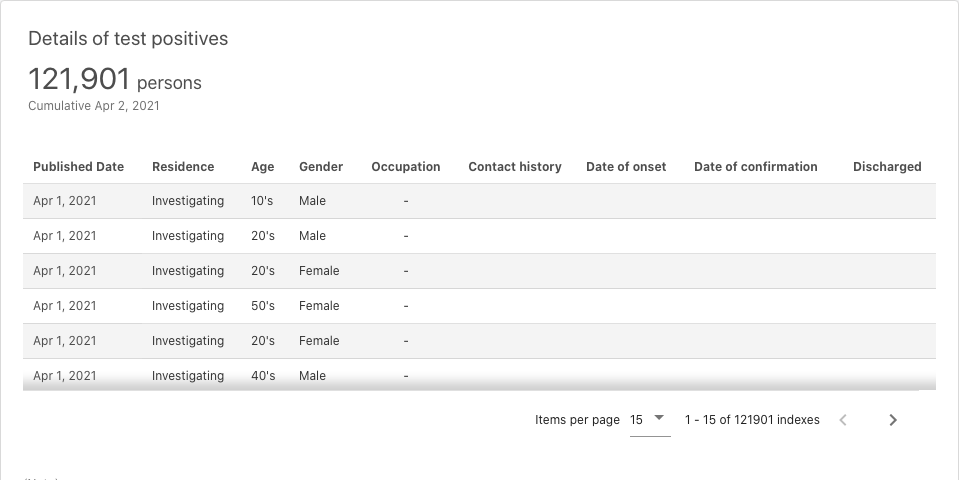 Details of test positives
121,901 persons
Cumulative Apr 2, 2021
Published Date Residence Age Gender Occupation Contact history Date of onset Date of confirmation Discharged
Apr 1, 2021 Investigating 10's Male -
Apr 1, 2021 Investigating 20's Male -
Apr 1, 2021 Investigating 20's Female -
Apr 1, 2021 Investigating 50's Female -
Apr 1, 2021 Investigating 20's Female -
Apr 1, 2021 Investigating 40's Male -
Items per page 15 1 - 15 of 121901 indexes